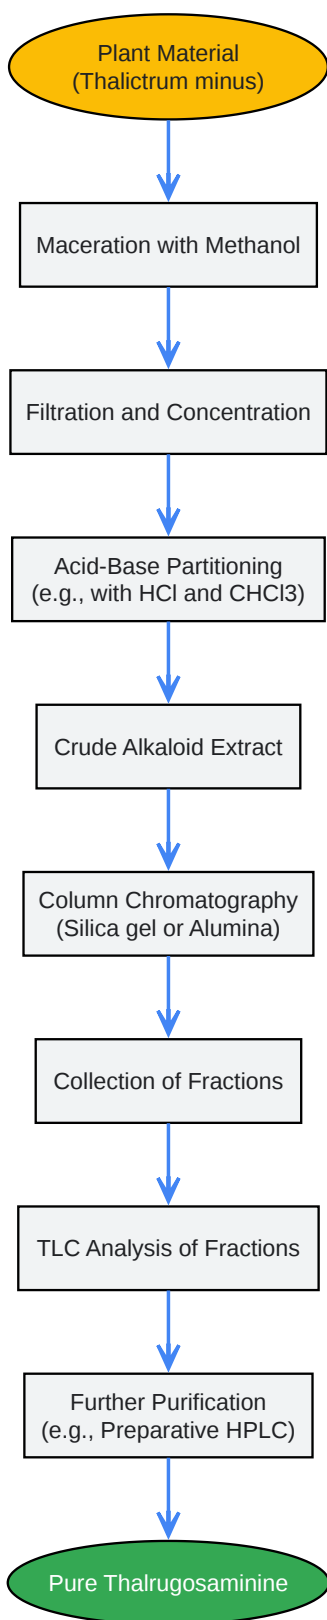 Plant Material
(Thalictrum minus)
Maceration with Methanol
Filtration and Concentration
Acid-Base Partitioning
(e.g., with HCl and CHCl3)
Crude Alkaloid Extract
Column Chromatography
(Silica gel or Alumina)
Collection of Fractions
TLC Analysis of Fractions
Further Purification
(e.g., Preparative HPLC)
Pure Thalrugosaminine